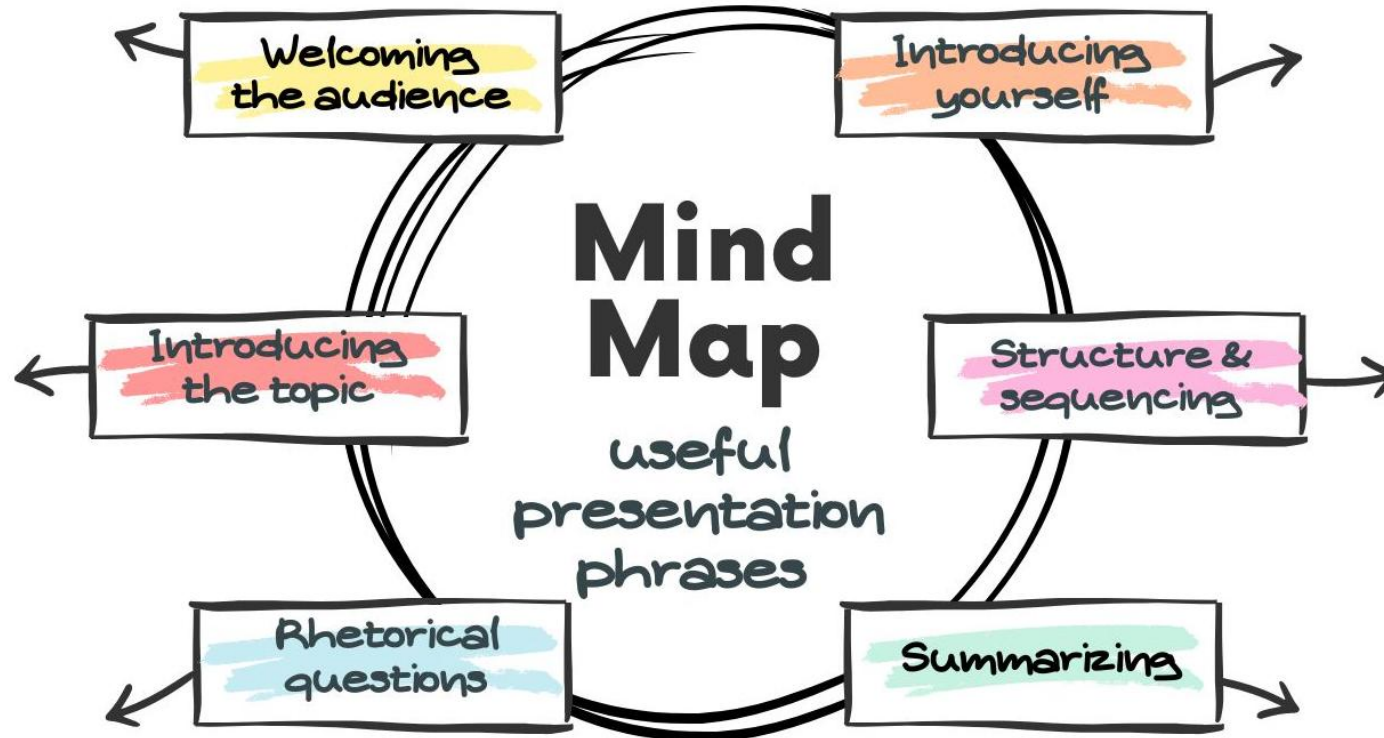 Welcoming
the audience
Introducing
yourself
Mind
Map
Introducing
the topic
Structure &
sequencing
useful
presentation
phrases
Rhetorical
questions
Summarizing